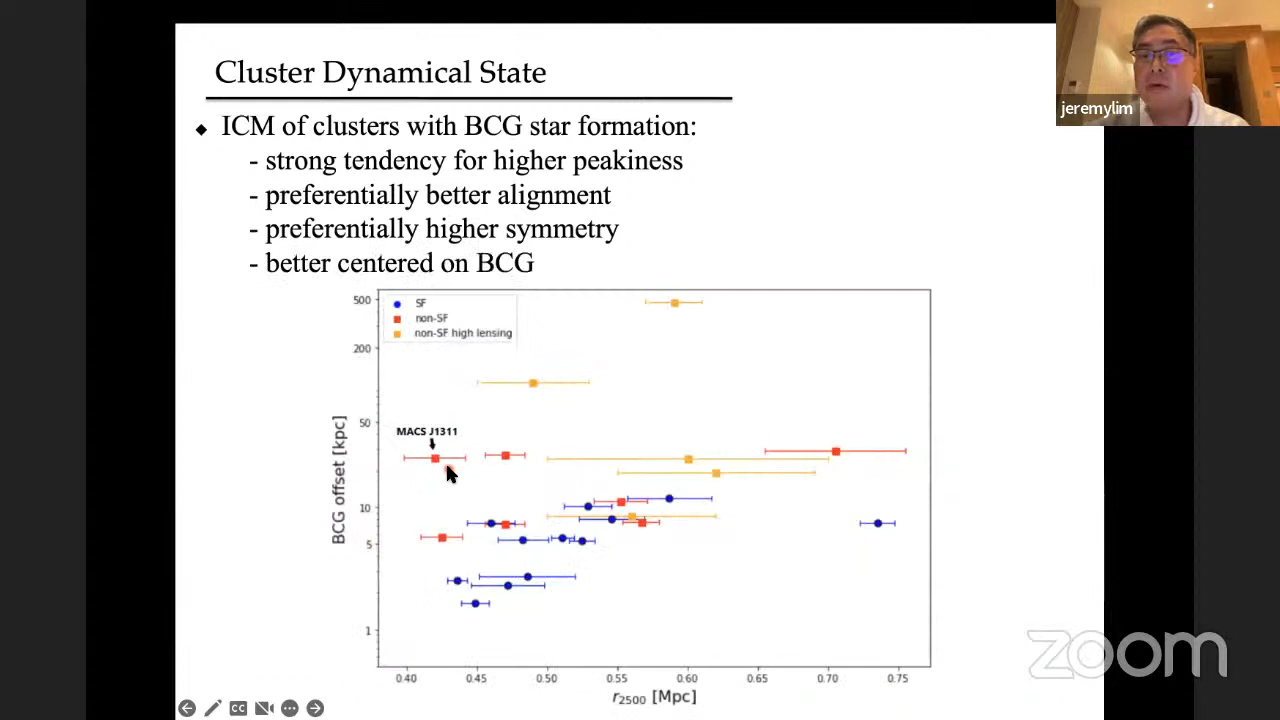 Cluster Dynamical State
jeremylim
◆ ICM of clusters with BCG star formation:
- strong tendency for higher peakiness
- preferentially better alignment
- preferentially higher symmetry
- better centered on BCG
SF
non-SF
non-SF high lensing
500
200
50
10
5
1
BCG offset [kpc]
MACS J1311
0.40 0.45 0.50 0.55 0.60 0.65 0.70 0.75
r2500 [Mpc]
CC
zoom